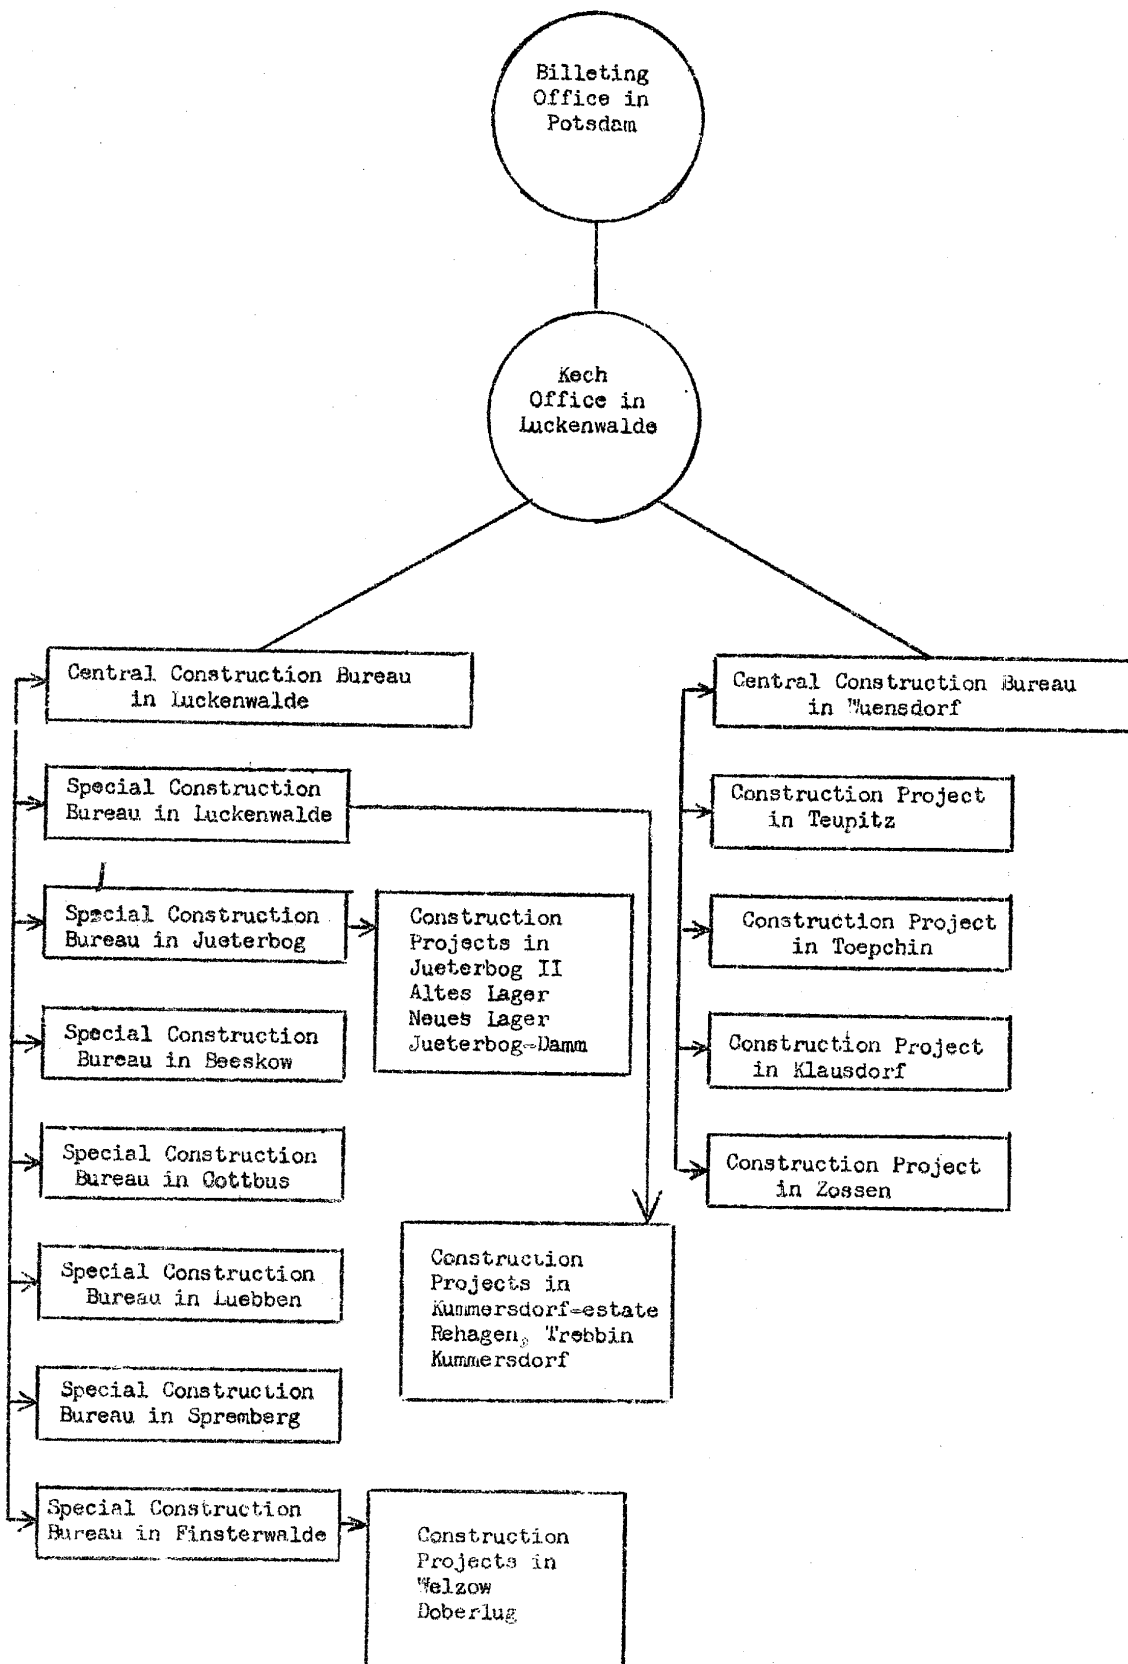 Billeting
Office in
Potsdam
Kech
Office in
Luckenwalde
Central Construction Bureau
in Luckenwalde
Special Construction
Bureau in Luckenwalde
Special Construction
Bureau in Jueterbog
Construction
Projects in
Jueterbog II
Altes Lager
Neues Lager
Jueterbog-Damm
Special Construction
Bureau in Beeskow
Special Construction
Bureau in Cottbus
Special Construction
Bureau in Luebben
Special Construction
Bureau in Spremberg
Special Construction
Bureau in Finsterwalde
Construction
Projects in
Kummersdorf-estate
Rehagen, Trebbin
Kummersdorf
Construction
Projects in
Welzow
Doberlug
Central Construction Bureau
in Wuensdorf
Construction Project
in Teupitz
Construction Project
in Toepchin
Construction Project
in Klausdorf
Construction Project
in Zossen